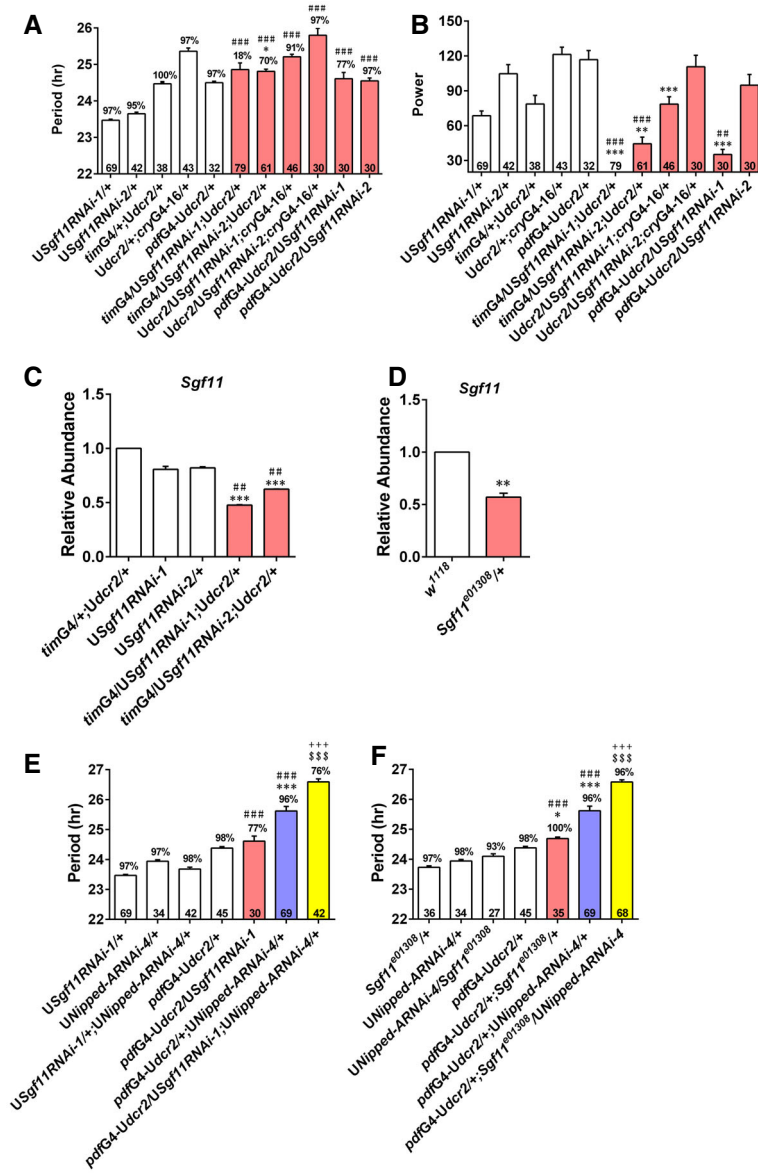 A
Period (hr)
26
25
24
23
22
97%
95%
100%
97%
97%
###
18%
###
*
70%
###
91%
###
97%
###
77%
###
97%
69
42
38
43
32
79
61
46
30
30
30
USgf11RNAi-1/+
USgf11RNAi-2/+
timG4/+;Udcr2/+
Udcr2/+;cryG4-16/+
pdfG4-Udcr2/+
timG4/USgf11RNAi-1;Udcr2/+
timG4/USgf11RNAi-2;Udcr2/+
Udcr2/USgf11RNAi-1;cryG4-16/+
Udcr2/USgf11RNAi-2;cryG4-16/+
pdfG4-Udcr2/USgf11RNAi-1
pdfG4-Udcr2/USgf11RNAi-2
B
Power
120
90
60
30
###
***
###
**
***
##
***
69
42
38
43
32
79
61
46
30
30
30
USgf11RNAi-1/+
USgf11RNAi-2/+
timG4/+;Udcr2/+
Udcr2/+;cryG4-16/+
pdfG4-Udcr2/+
timG4/USgf11RNAi-1;Udcr2/+
timG4/USgf11RNAi-2;Udcr2/+
Udcr2/USgf11RNAi-1;cryG4-16/+
Udcr2/USgf11RNAi-2;cryG4-16/+
pdfG4-Udcr2/USgf11RNAi-1
pdfG4-Udcr2/USgf11RNAi-2
C
Sgf11
Relative Abundance
1.5
1.0
0.5
0.0
##
***
##
***
timG4/+;Udcr2/+
USgf11RNAi-1
USgf11RNAi-2/+
timG4/USgf11RNAi-1;Udcr2/+
timG4/USgf11RNAi-2;Udcr2/+
D
Sgf11
Relative Abundance
1.5
1.0
0.5
0.0
**
w1118
Sgf11e01308/+
E
Period (hr)
27
26
25
24
23
22
97%
97%
98%
98%
###
77%
###
***
96%
+++
$$$
76%
69
34
42
45
30
69
42
USgf11RNAi-1/+
UNipped-ARNAi-4/+
USgf11RNAi-1/+;UNipped-ARNAi-4/+
pdfG4-Udcr2/+
pdfG4-Udcr2/USgf11RNAi-1
pdfG4-Udcr2/+;UNipped-ARNAi-4/+
pdfG4-Udcr2/USgf11RNAi-1;UNipped-ARNAi-4/+
F
Period (hr)
27
26
25
24
23
22
97%
98%
93%
98%
###
*
100%
###
***
96%
+++
$$$
96%
36
34
27
45
35
69
68
Sgf11e01308/+
UNipped-ARNAi-4/+
UNipped-ARNAi-4/Sgf11e01308
pdfG4-Udcr2/+
pdfG4-Udcr2/+;Sgf11e01308/+
pdfG4-Udcr2/+;UNipped-ARNAi-4/+
pdfG4-Udcr2/+;Sgf11e01308/UNipped-ARNAi-4